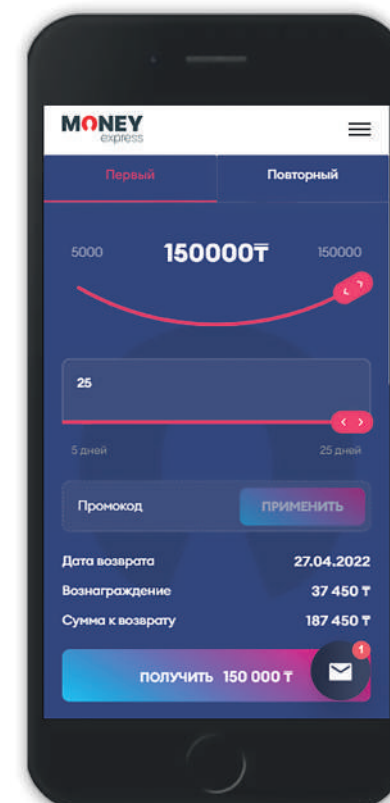 MONEY
express
Первый Повторный
5000 150000₸ 150000
25
5 дней 25 дней
Промокод ПРИМЕНИТЬ
Дата возврата 27.04.2022
Вознаграждение 37 450 ₸
Сумма к возврату 187 450 ₸
1
ПОЛУЧИТЬ 150 000 ₸